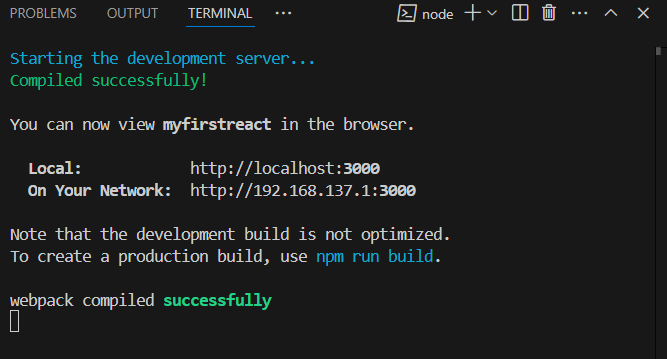 PROBLEMS OUTPUT TERMINAL ··· node
Starting the development server...
Compiled successfully!
You can now view myfirstreact in the browser.
Local: http://localhost:3000
On Your Network: http://192.168.137.1:3000
Note that the development build is not optimized.
To create a production build, use npm run build.
webpack compiled successfully